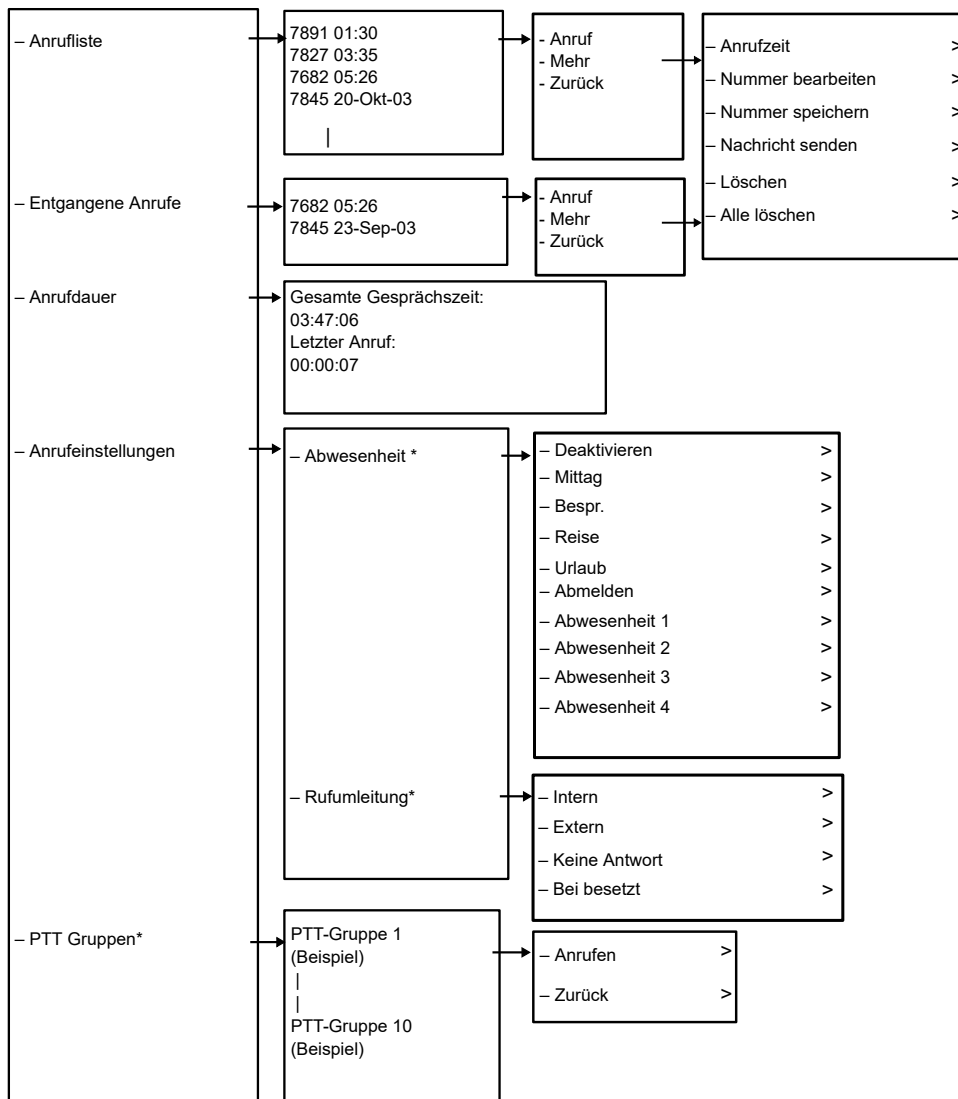 – Anrufliste
7891 01:30
7827 03:35
7682 05:26
7845 20-Okt-03
|
- Anruf
- Mehr
- Zurück
– Anrufzeit >
– Nummer bearbeiten >
– Nummer speichern >
– Nachricht senden >
– Löschen >
– Alle löschen >
– Entgangene Anrufe
7682 05:26
7845 23-Sep-03
- Anruf
- Mehr
- Zurück
– Anrufdauer
Gesamte Gesprächszeit:
03:47:06
Letzter Anruf:
00:00:07
– Anrufeinstellungen
– Abwesenheit *
– Deaktivieren >
– Mittag >
– Bespr. >
– Reise >
– Urlaub >
– Abmelden >
– Abwesenheit 1 >
– Abwesenheit 2 >
– Abwesenheit 3 >
– Abwesenheit 4 >
– Rufumleitung*
– Intern >
– Extern >
– Keine Antwort >
– Bei besetzt >
– PTT Gruppen*
PTT-Gruppe 1
(Beispiel)
|
|
PTT-Gruppe 10
(Beispiel)
– Anrufen >
– Zurück >